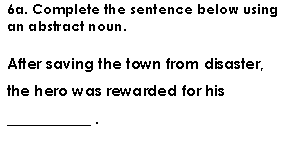 6a. Complete the sentence below using
an abstract noun.
After saving the town from disaster,
the hero was rewarded for his
____________ .